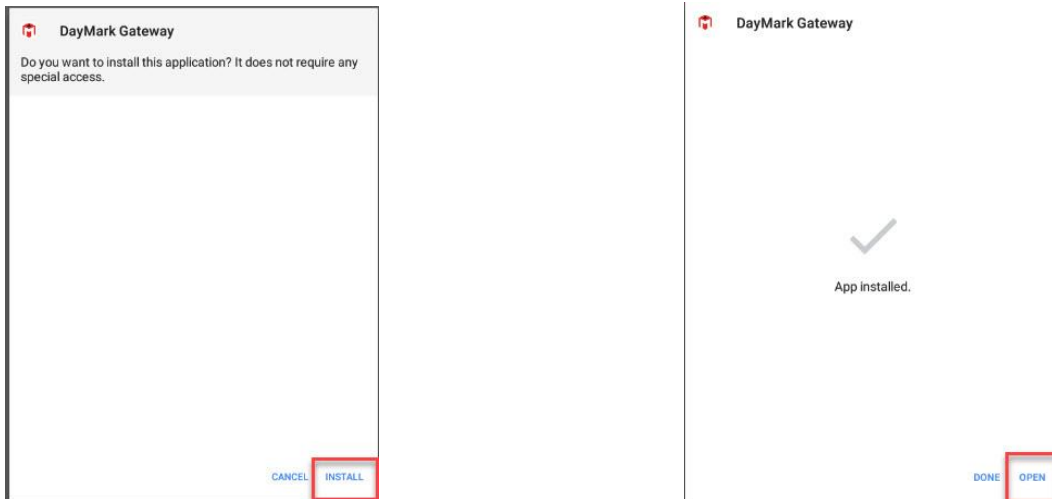 DayMark Gateway
Do you want to install this application? It does not require any
special access.
CANCEL INSTALL
DayMark Gateway
App installed.
DONE OPEN